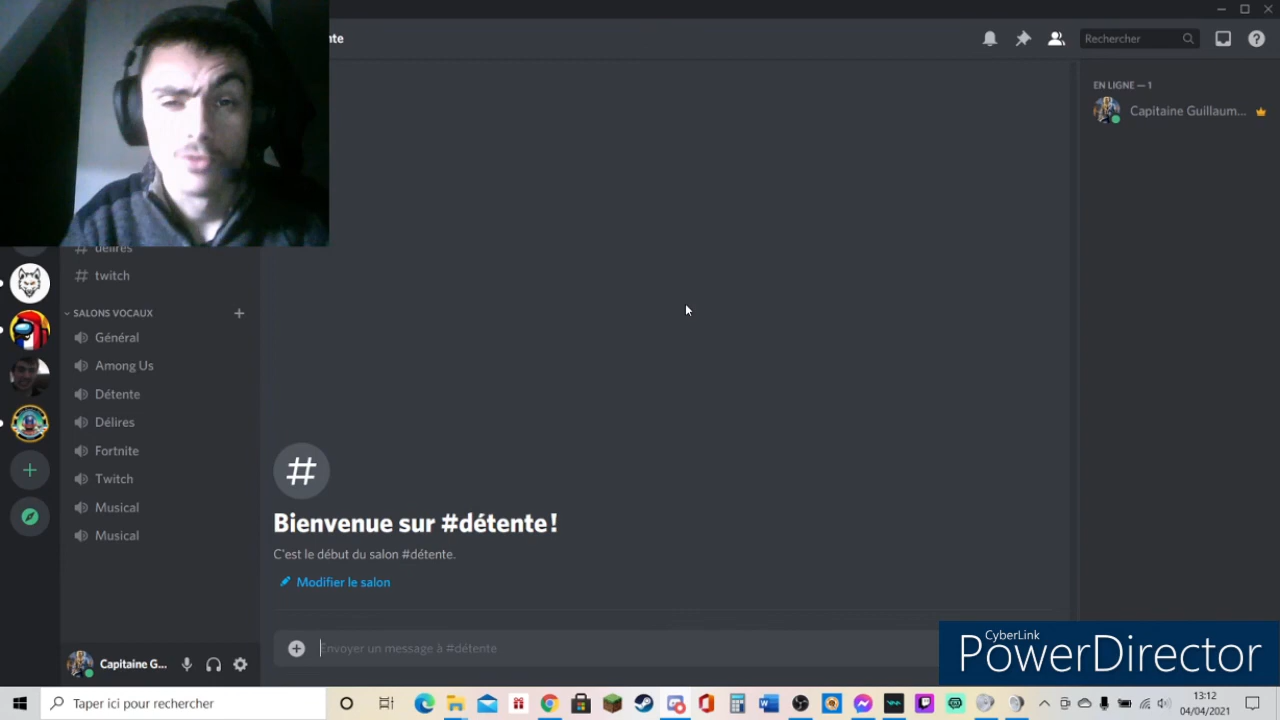 nte
Rechercher
EN LIGNE — 1
Capitaine Guillaum...
délires
twitch
SALONS VOCAUX
Général
Among Us
Détente
Délires
Fortnite
Twitch
Musical
Musical
Bienvenue sur #détente !
C'est le début du salon #détente.
Modifier le salon
Envoyer un message à #détente
Capitaine G...
CyberLink
PowerDirector
Taper ici pour rechercher
13:12
04/04/2021